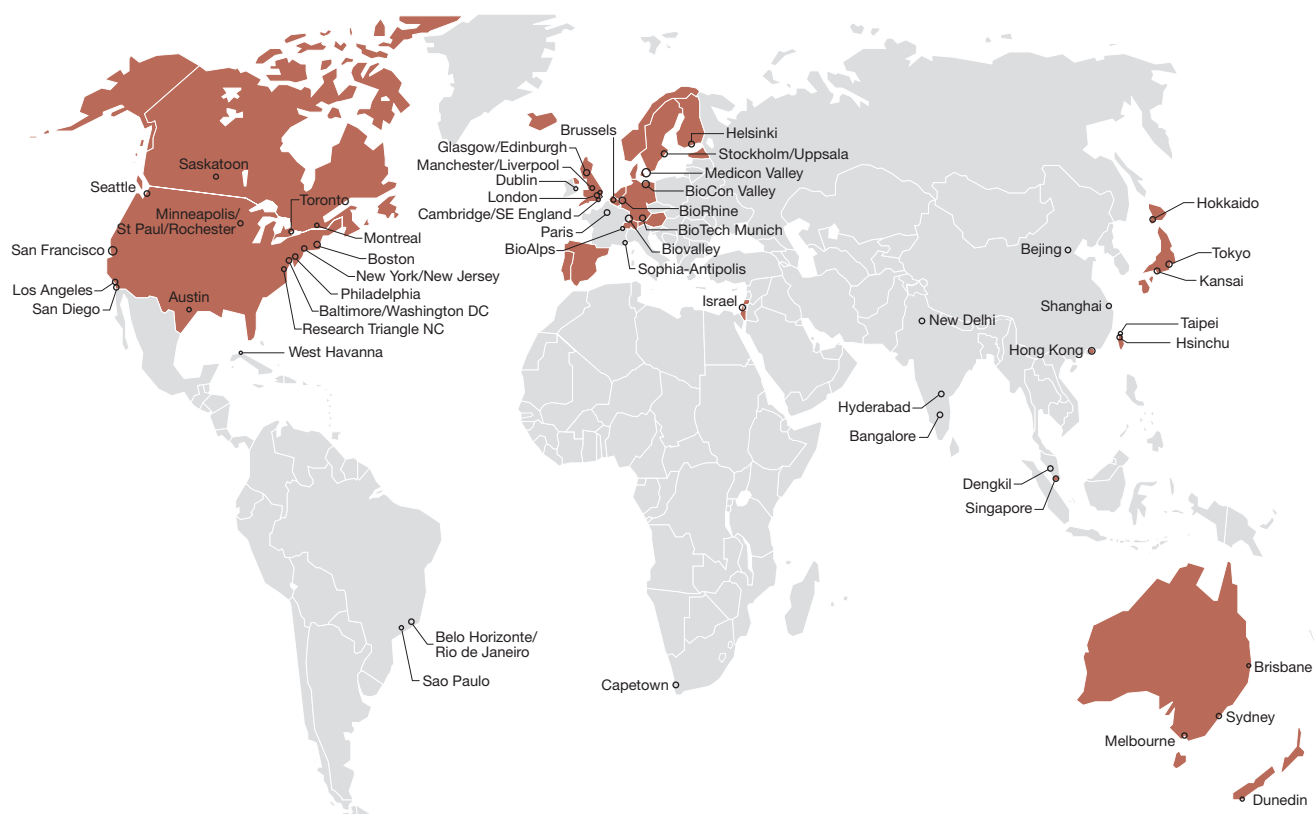 Saskatoon
Seattle
Toronto
Minneapolis/
St Paul/Rochester
San Francisco
Montreal
Boston
New York/New Jersey
Los Angeles
Philadelphia
San Diego
Austin
Baltimore/Washington DC
Research Triangle NC
West Havanna
Belo Horizonte/
Rio de Janeiro
Sao Paulo
Brussels
Glasgow/Edinburgh
Manchester/Liverpool
Dublin
London
Cambridge/SE England
Paris
BioAlps
Helsinki
Stockholm/Uppsala
Medicon Valley
BioCon Valley
BioRhine
BioTech Munich
Biovalley
Sophia-Antipolis
Israel
Capetown
New Delhi
Hyderabad
Bangalore
Bejing
Shanghai
Hong Kong
Hokkaido
Tokyo
Kansai
Taipei
Hsinchu
Dengkil
Singapore
Brisbane
Sydney
Melbourne
Dunedin